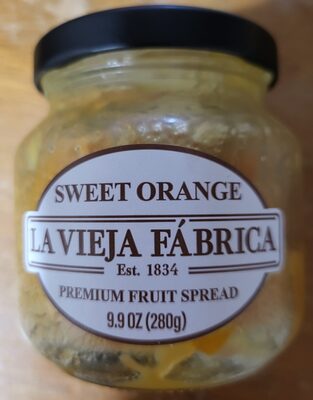 SWEET ORANGE
LA VIEJA FÁBRICA
Est. 1834
PREMIUM FRUIT SPREAD
9.9 OZ (280g)